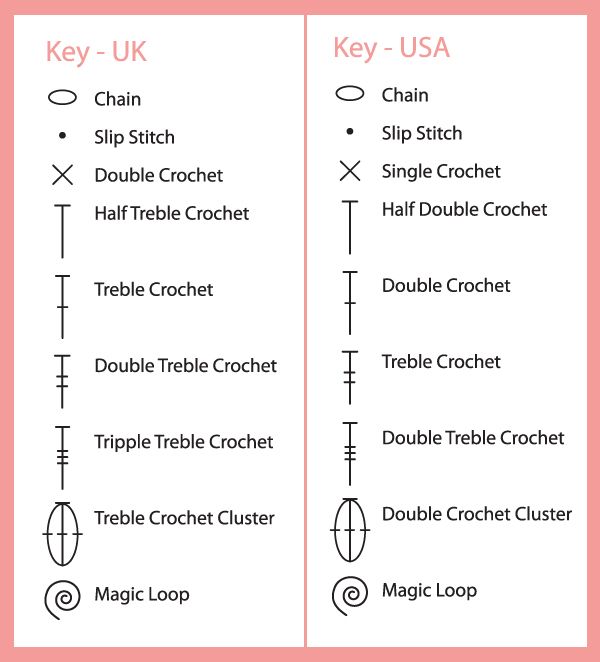 Key - UK
Chain
Slip Stitch
Double Crochet
Half Treble Crochet
Treble Crochet
Double Treble Crochet
Tripple Treble Crochet
Treble Crochet Cluster
Magic Loop
Key - USA
Chain
Slip Stitch
Single Crochet
Half Double Crochet
Double Crochet
Treble Crochet
Double Treble Crochet
Double Crochet Cluster
Magic Loop